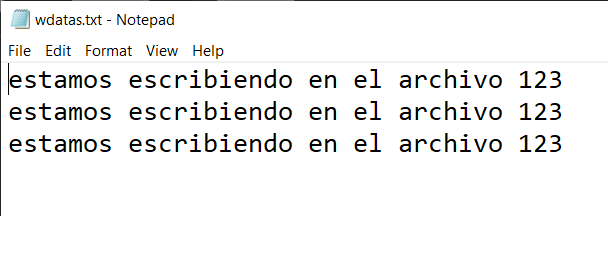 wdatas.txt - Notepad
File Edit Format View Help
estamos escribiendo en el archivo 123
estamos escribiendo en el archivo 123
estamos escribiendo en el archivo 123